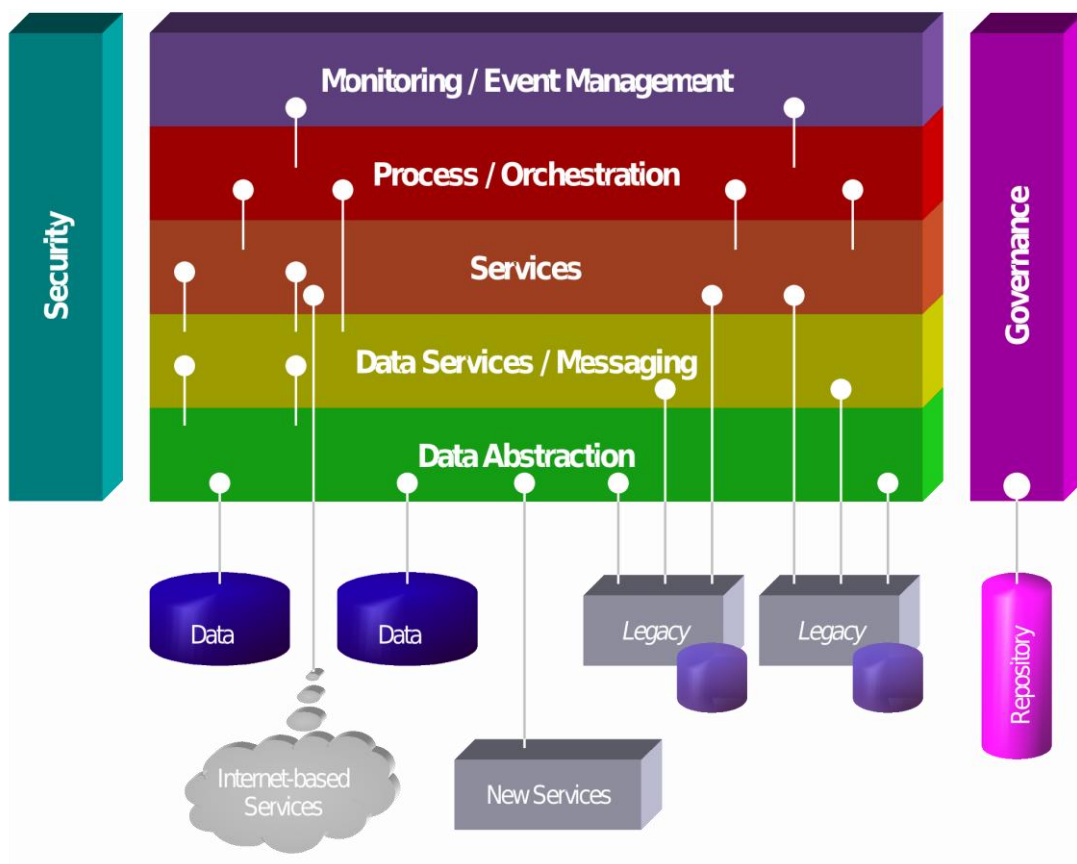 Security
Monitoring / Event Management
Process / Orchestration
Services
Data Services / Messaging
Data Abstraction
Governance
Data
Data
Legacy
Legacy
Repository
Internet-based
Services
New Services